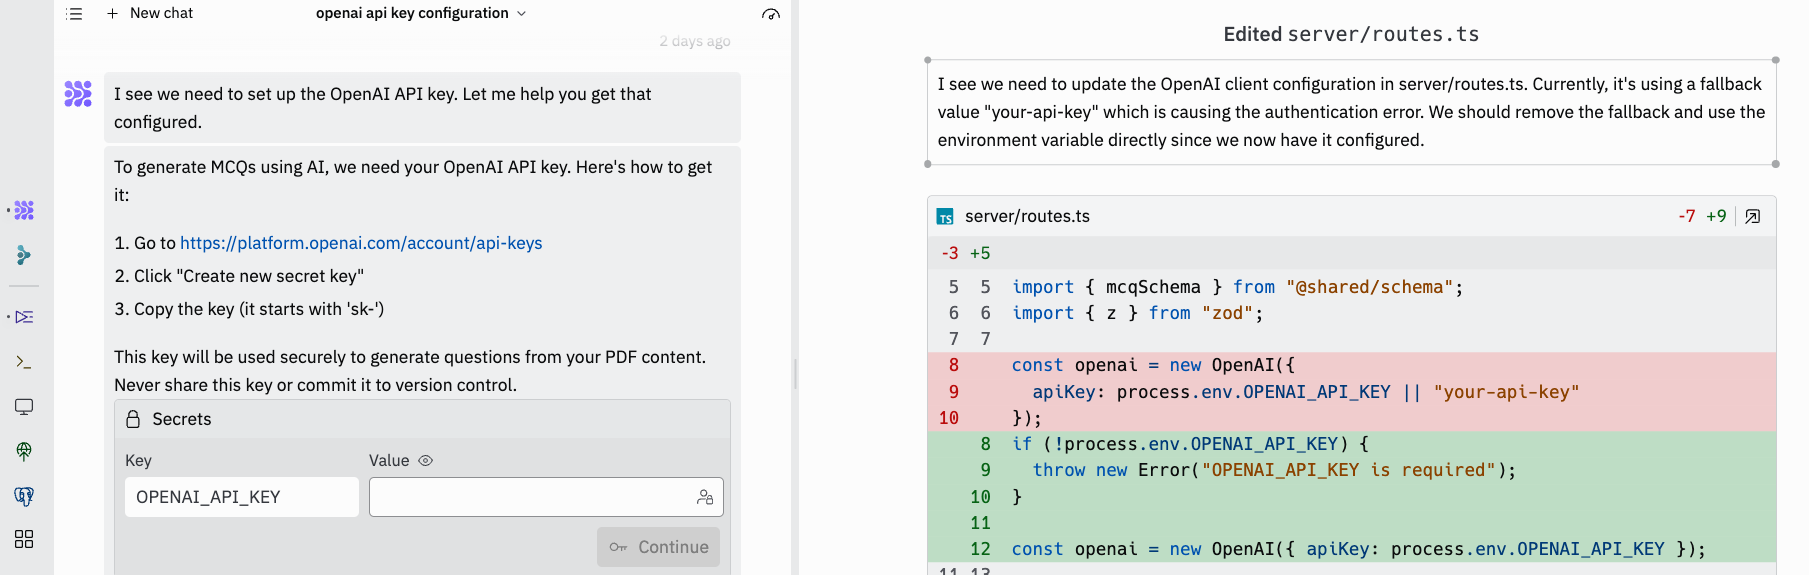 New chat
openai api key configuration
2 days ago
I see we need to set up the OpenAI API key. Let me help you get that
configured.
To generate MCQs using AI, we need your OpenAI API key. Here's how to get
it:
1. Go to https://platform.openai.com/account/api-keys
2. Click "Create new secret key"
3. Copy the key (it starts with 'sk-')
This key will be used securely to generate questions from your PDF content.
Never share this key or commit it to version control.
Secrets
Key Value
OPENAI_API_KEY
Continue
Edited server/routes.ts
I see we need to update the OpenAI client configuration in server/routes.ts. Currently, it's using a fallback
value "your-api-key" which is causing the authentication error. We should remove the fallback and use the
environment variable directly since we now have it configured.
TS server/routes.ts -7 +9
-3 +5
5 5 import { mcqSchema } from "@shared/schema";
6 6 import { z } from "zod";
7 7
8 const openai = new OpenAI({
9 apiKey: process.env.OPENAI_API_KEY || "your-api-key"
10 });
8 if (!process.env.OPENAI_API_KEY) {
9 throw new Error("OPENAI_API_KEY is required");
10 }
11
12 const openai = new OpenAI({ apiKey: process.env.OPENAI_API_KEY });
11 13